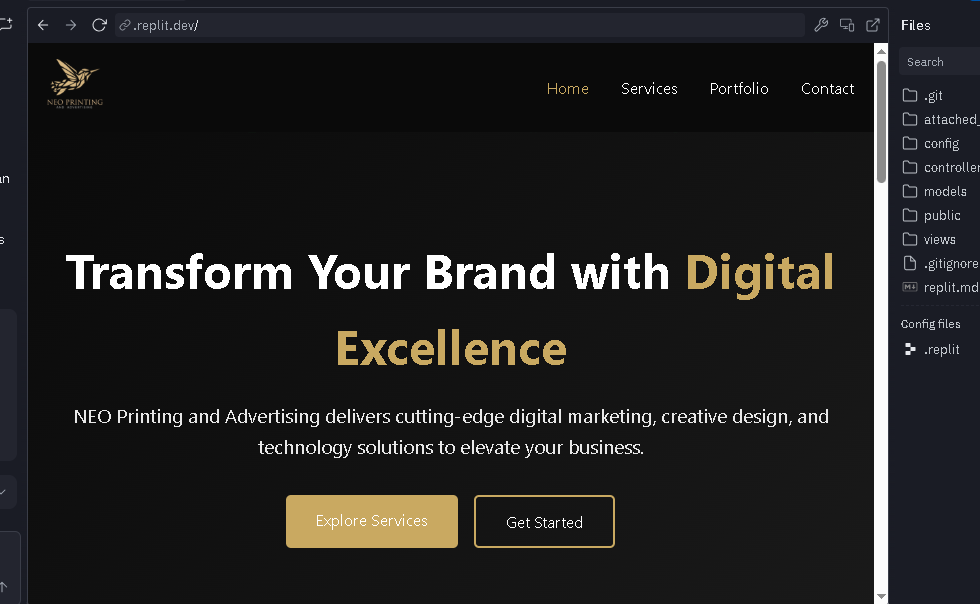 .replit.dev/
Files
Search
.git
attached_
config
controller
models
public
views
.gitignore
replit.md
Config files
.replit
NEO PRINTING
AND ADVERTISING
Home Services Portfolio Contact
Transform Your Brand with Digital
Excellence
NEO Printing and Advertising delivers cutting-edge digital marketing, creative design, and
technology solutions to elevate your business.
Explore Services
Get Started
an
s